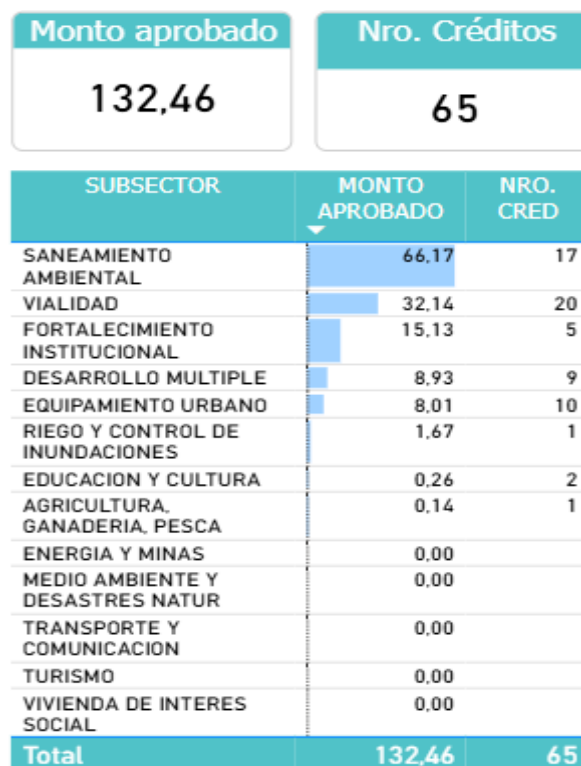 Monto aprobado
Nro. Créditos
132,46
65
SUBSECTOR
MONTO
APROBADO
NRO.
CRED
SANEAMIENTO
AMBIENTAL
66,17
17
VIALIDAD
32,14
20
FORTALECIMIENTO
INSTITUCIONAL
15,13
5
DESARROLLO MULTIPLE
8,93
9
EQUIPAMIENTO URBANO
8,01
10
RIEGO Y CONTROL DE
INUNDACIONES
1,67
1
EDUCACION Y CULTURA
0,26
2
AGRICULTURA,
GANADERIA, PESCA
0,14
1
ENERGIA Y MINAS
0,00
MEDIO AMBIENTE Y
DESASTRES NATUR
0,00
TRANSPORTE Y
COMUNICACION
0,00
TURISMO
0,00
VIVIENDA DE INTERES
SOCIAL
0,00
Total
132,46
65